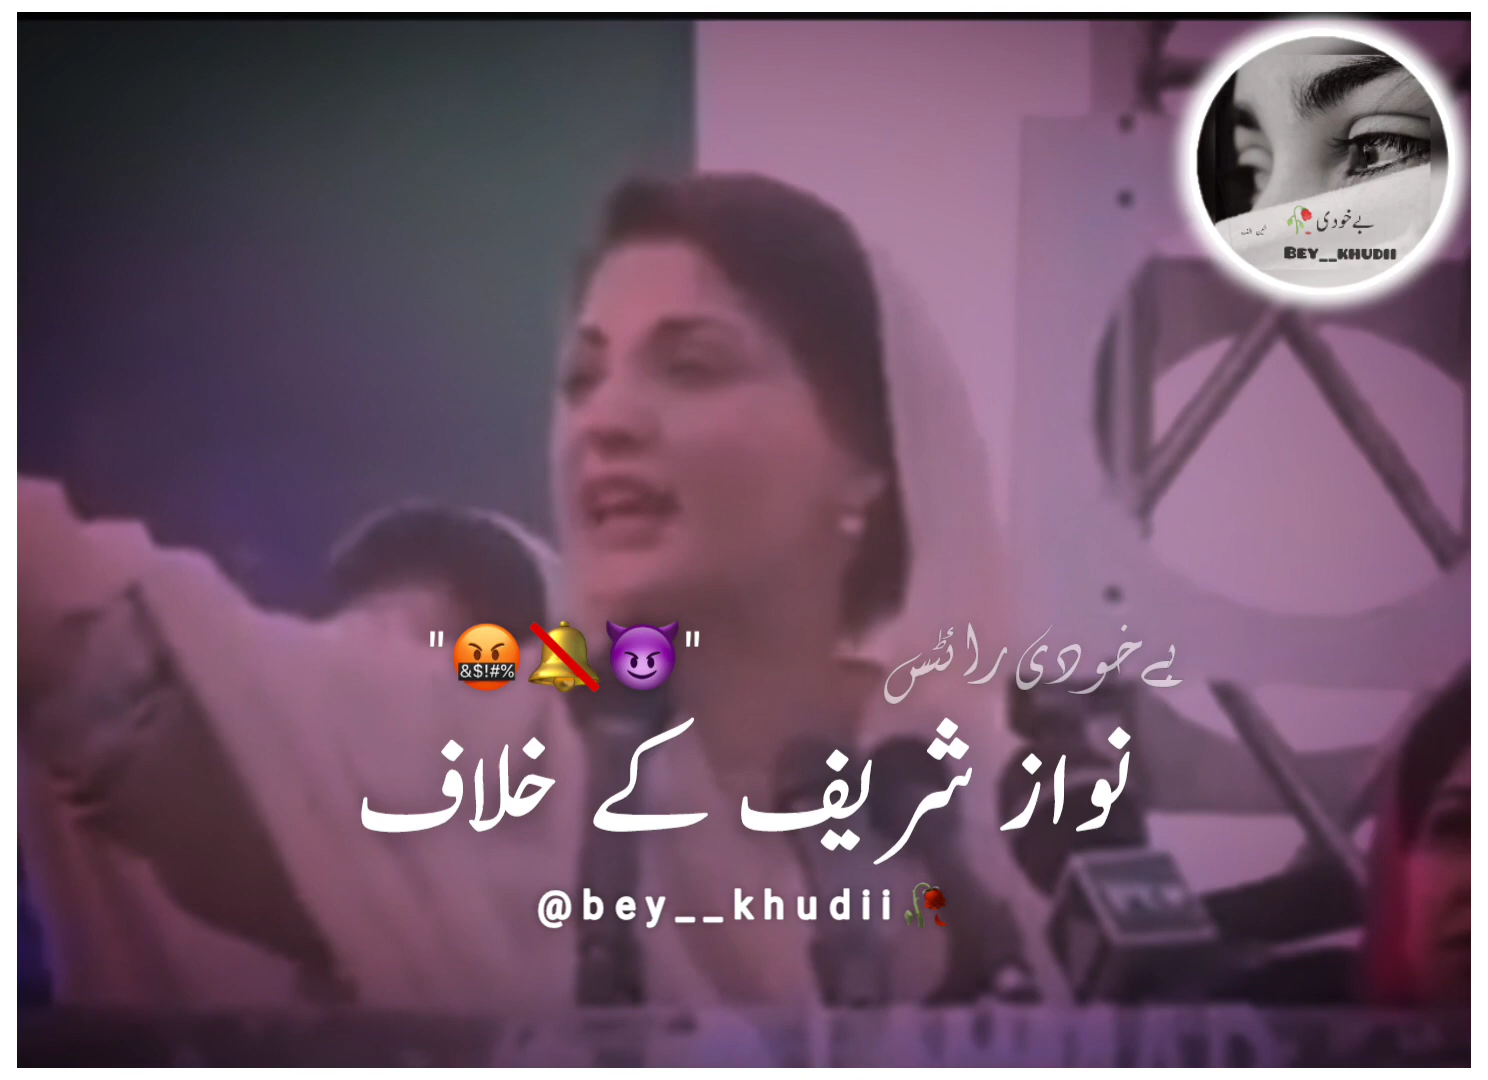 بے خودی🥀
BEY__KHUDII
"🤬🔕😈"
بے خودی رائٹس
نواز شریف کے خلاف
@bey__khudii🥀